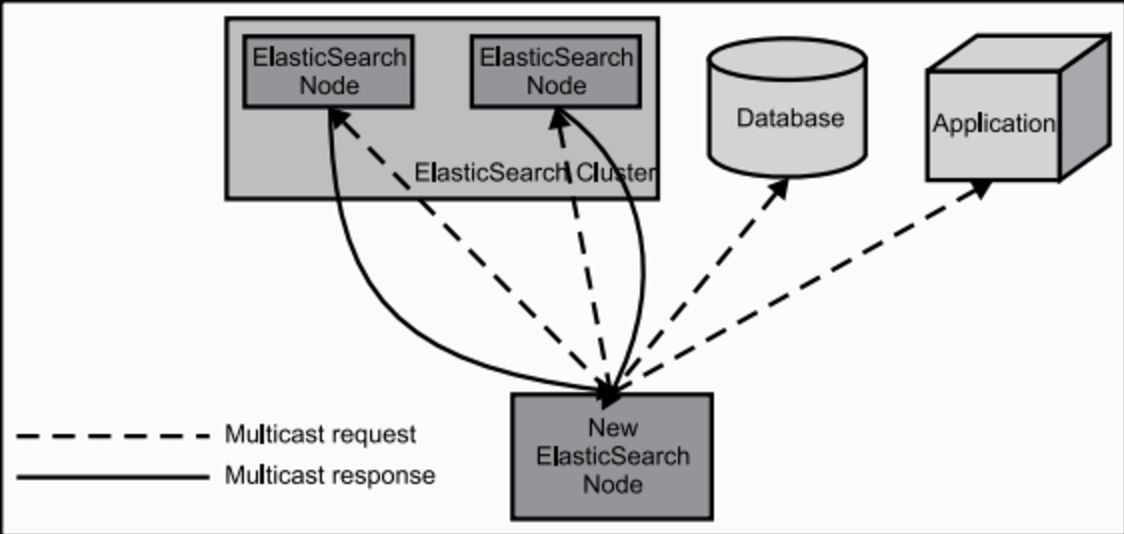 ElasticSearch
Node
ElasticSearch
Node
Database
Application
ElasticSearch Cluster
New
ElasticSearch
Node
Multicast request
Multicast response